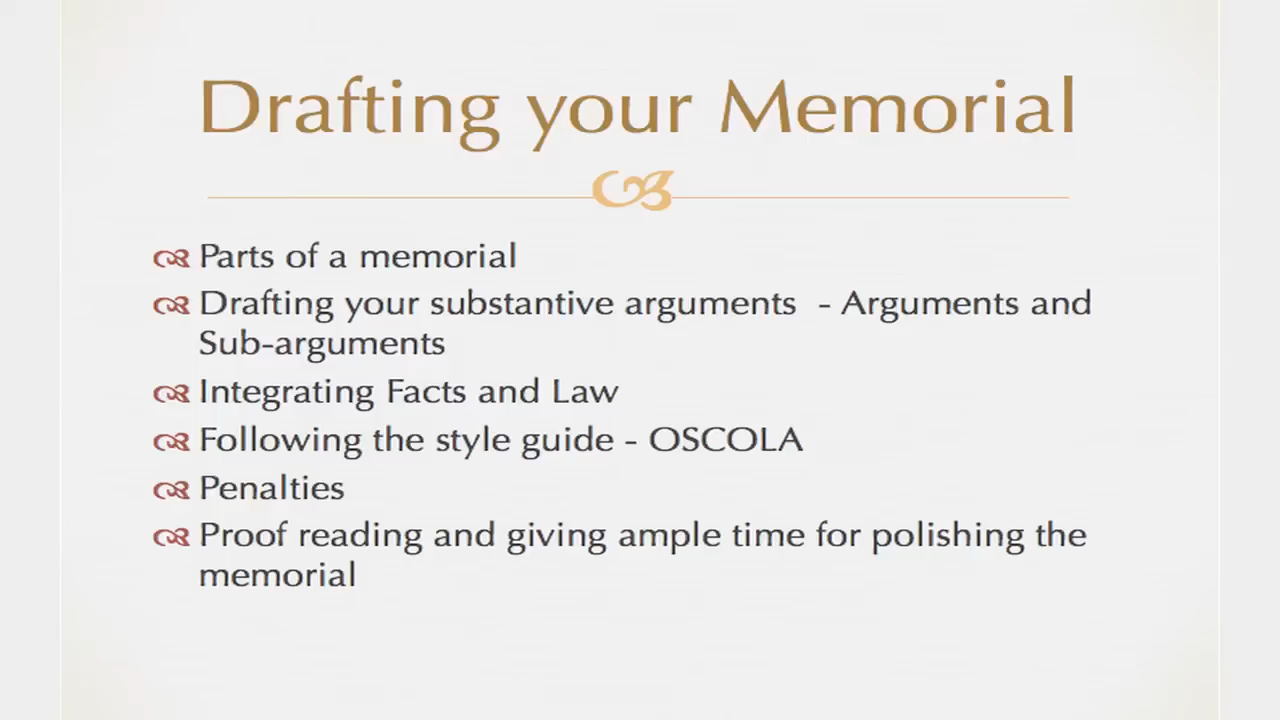 Drafting your Memorial
Parts of a memorial
Drafting your substantive arguments - Arguments and
Sub-arguments
Integrating Facts and Law
Following the style guide - OSCOLA
Penalties
Proof reading and giving ample time for polishing the
memorial